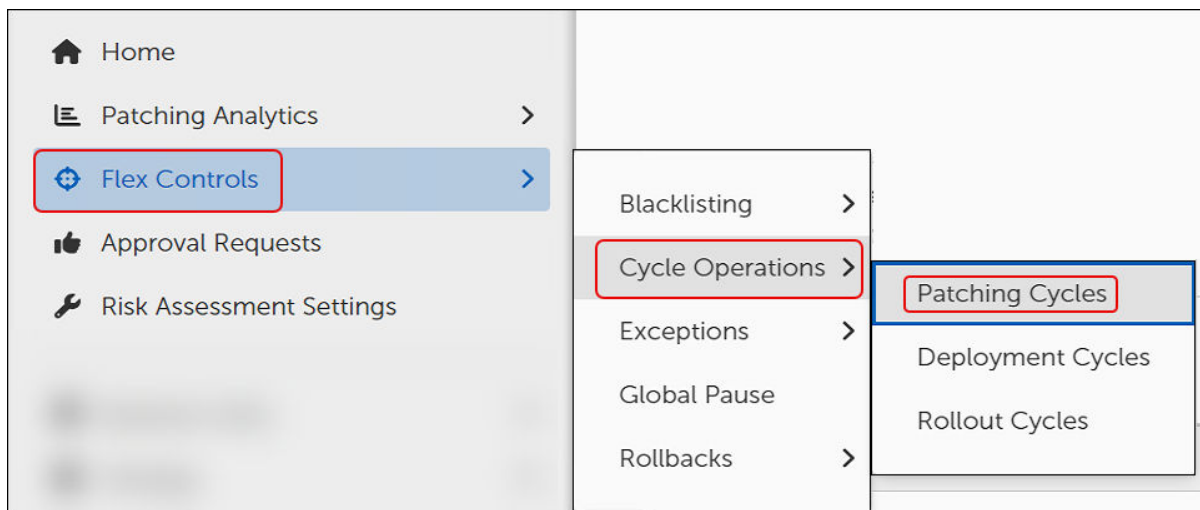 Home
Patching Analytics
Flex Controls
Approval Requests
Risk Assessment Settings
Blacklisting
Cycle Operations
Exceptions
Global Pause
Rollbacks
Patching Cycles
Deployment Cycles
Rollout Cycles